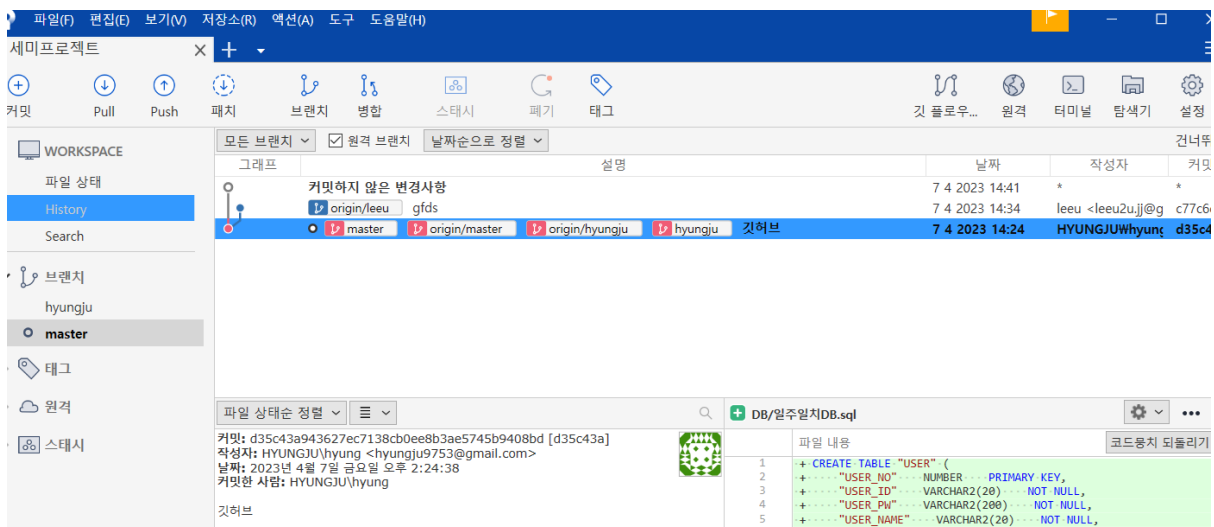 파일(F) 편집(E) 보기(V) 저장소(R) 액션(A) 도구 도움말(H)
세미프로젝트
커밋 Pull Push 패치 브랜치 병합 스태시 폐기 태그 깃 플로우... 원격 터미널 탐색기 설정
WORKSPACE
파일 상태
History
Search
브랜치
hyungju
master
태그
원격
스태시
모든 브랜치 원격 브랜치 날짜순으로 정렬 건너뛰
그래프 설명 날짜 작성자 커밋
커밋하지 않은 변경사항 7 4 2023 14:41 * *
origin/leeu gfds 7 4 2023 14:34 leeu <leeu2u.jj@g c77c6
master origin/master origin/hyungju hyungju 깃허브 7 4 2023 14:24 HYUNGJU₩hyung d35c4
파일 상태순 정렬
커밋: d35c43a943627ec7138cb0ee8b3ae5745b9408bd [d35c43a]
작성자: HYUNGJU\hyung <hyungju9753@gmail.com>
날짜: 2023년 4월 7일 금요일 오후 2:24:38
커밋한 사람: HYUNGJU\hyung
깃허브
DB/일주일치DB.sql
파일 내용 코드뭉치 되돌리기
1 + CREATE TABLE "USER" (
2 + "USER_NO" NUMBER PRIMARY KEY,
3 + "USER_ID" VARCHAR2(20) NOT NULL,
4 + "USER_PW" VARCHAR2(200) NOT NULL,
5 + "USER_NAME" VARCHAR2(20) NOT NULL,